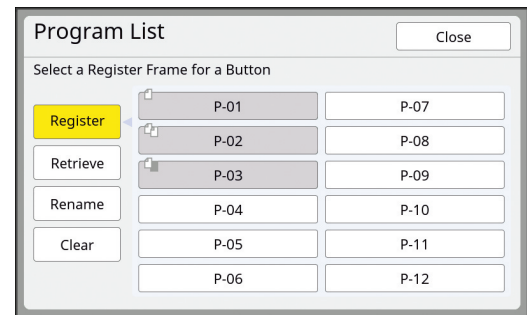 Program List
Close
Select a Register Frame for a Button
Register
Retrieve
Rename
Clear
P-01
P-02
P-03
P-04
P-05
P-06
P-07
P-08
P-09
P-10
P-11
P-12